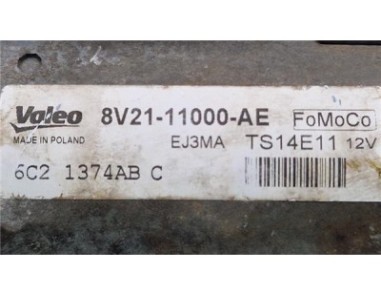 Valeo 8V21-11000-AE FoMoCo
MADE IN POLAND EJ3MA TS14E11 12V
6C2 1374AB C